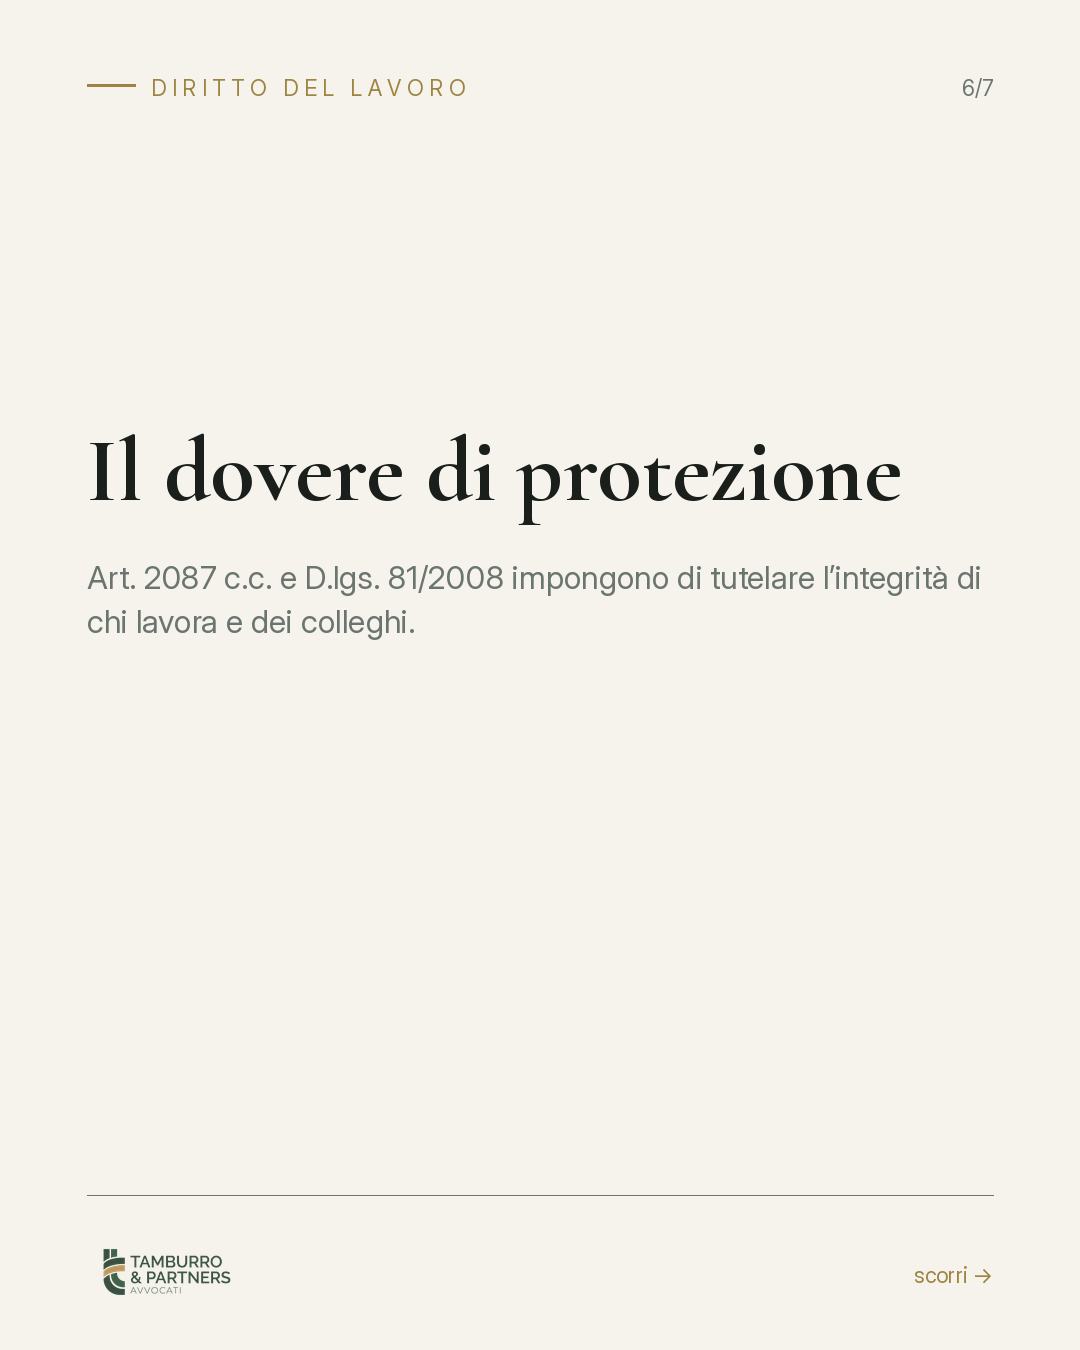 DIRITTO DEL LAVORO
6/7
Il dovere di protezione
Art. 2087 c.c. e D.lgs. 81/2008 impongono di tutelare l’integrità di
chi lavora e dei colleghi.
TAMBURRO
& PARTNERS
AVVOCATI
scorri →